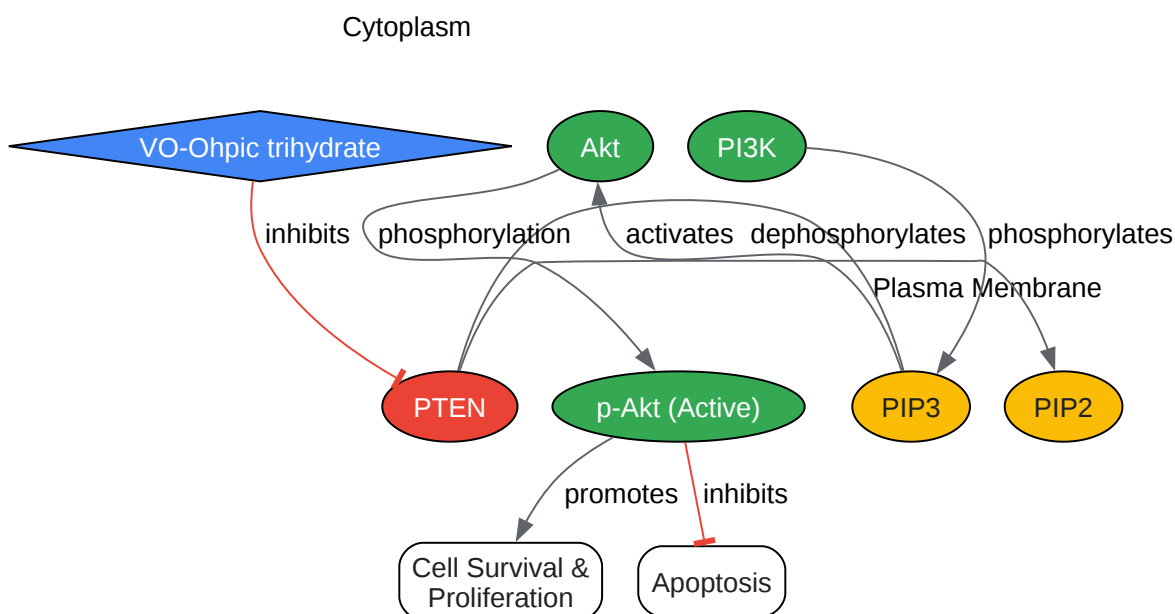 Cytoplasm
VO-Ohpic trihydrate
Akt
PI3K
inhibits
phosphorylation
activates
dephosphorylates
phosphorylates
Plasma Membrane
PTEN
p-Akt (Active)
PIP3
PIP2
promotes
inhibits
Cell Survival &
Proliferation
Apoptosis